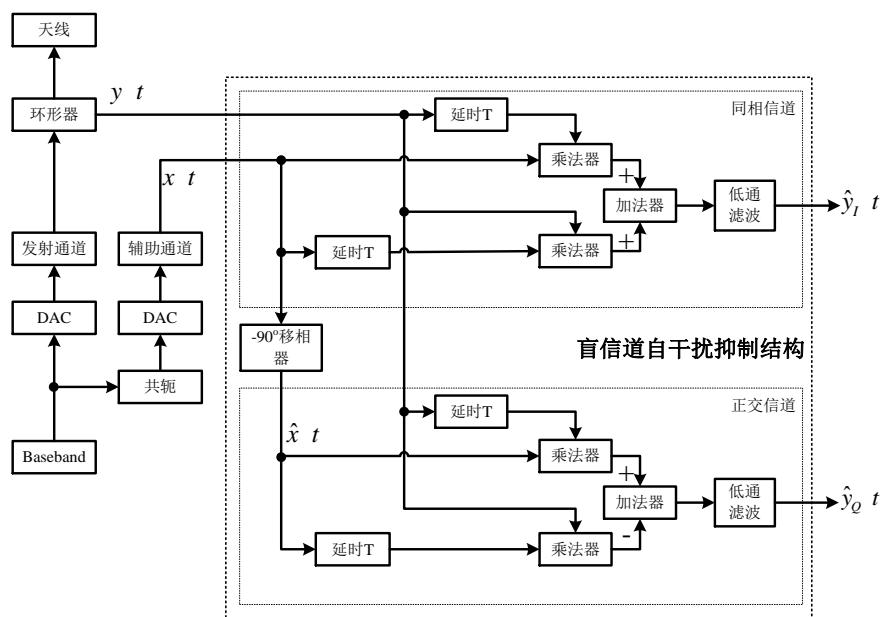 天线
环形器
y t
延时T
同相信道
乘法器
x t
+
加法器
低通
滤波
ŷ_I t
发射通道
辅助通道
延时T
乘法器
+
DAC
DAC
-90°移相
器
盲信道自干扰抑制结构
共轭
正交信道
延时T
x̂ t
乘法器
Baseband
+
加法器
低通
滤波
ŷ_Q t
延时T
乘法器
-